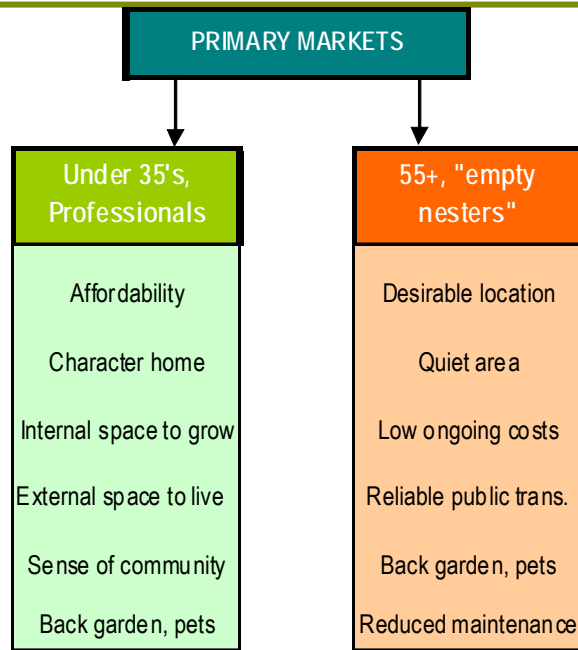 PRIMARY MARKETS
Under 35's,
Professionals
Affordability
Character home
Internal space to grow
External space to live
Sense of community
Back garden, pets
55+, "empty
nesters"
Desirable location
Quiet area
Low ongoing costs
Reliable public trans.
Back garden, pets
Reduced maintenance